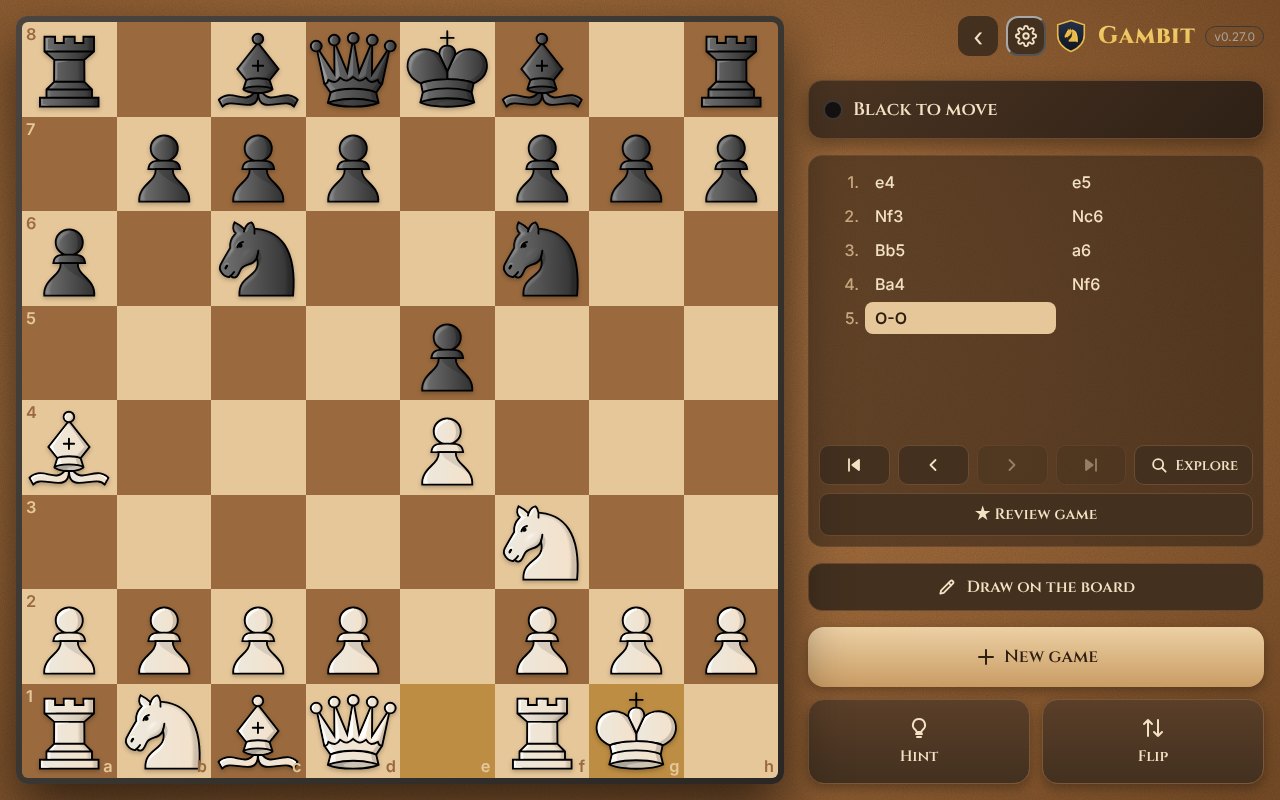 8
7
6
5
4
3
2
1
a b c d e f g h
GAMBIT v0.27.0
BLACK TO MOVE
1. e4 e5
2. Nf3 Nc6
3. Bb5 a6
4. Ba4 Nf6
5. O-O
EXPLORE
★ REVIEW GAME
DRAW ON THE BOARD
NEW GAME
HINT
FLIP